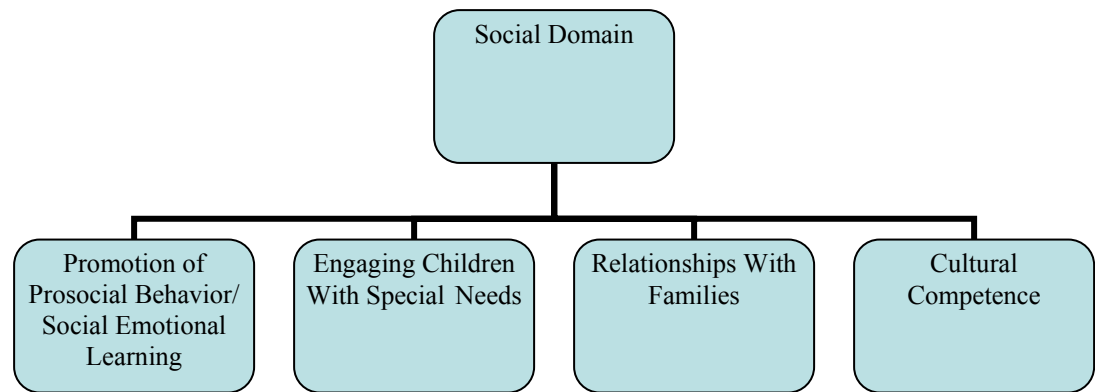 Social Domain
Promotion of
Prosocial Behavior/
Social Emotional
Learning
Engaging Children
With Special Needs
Relationships With
Families
Cultural
Competence